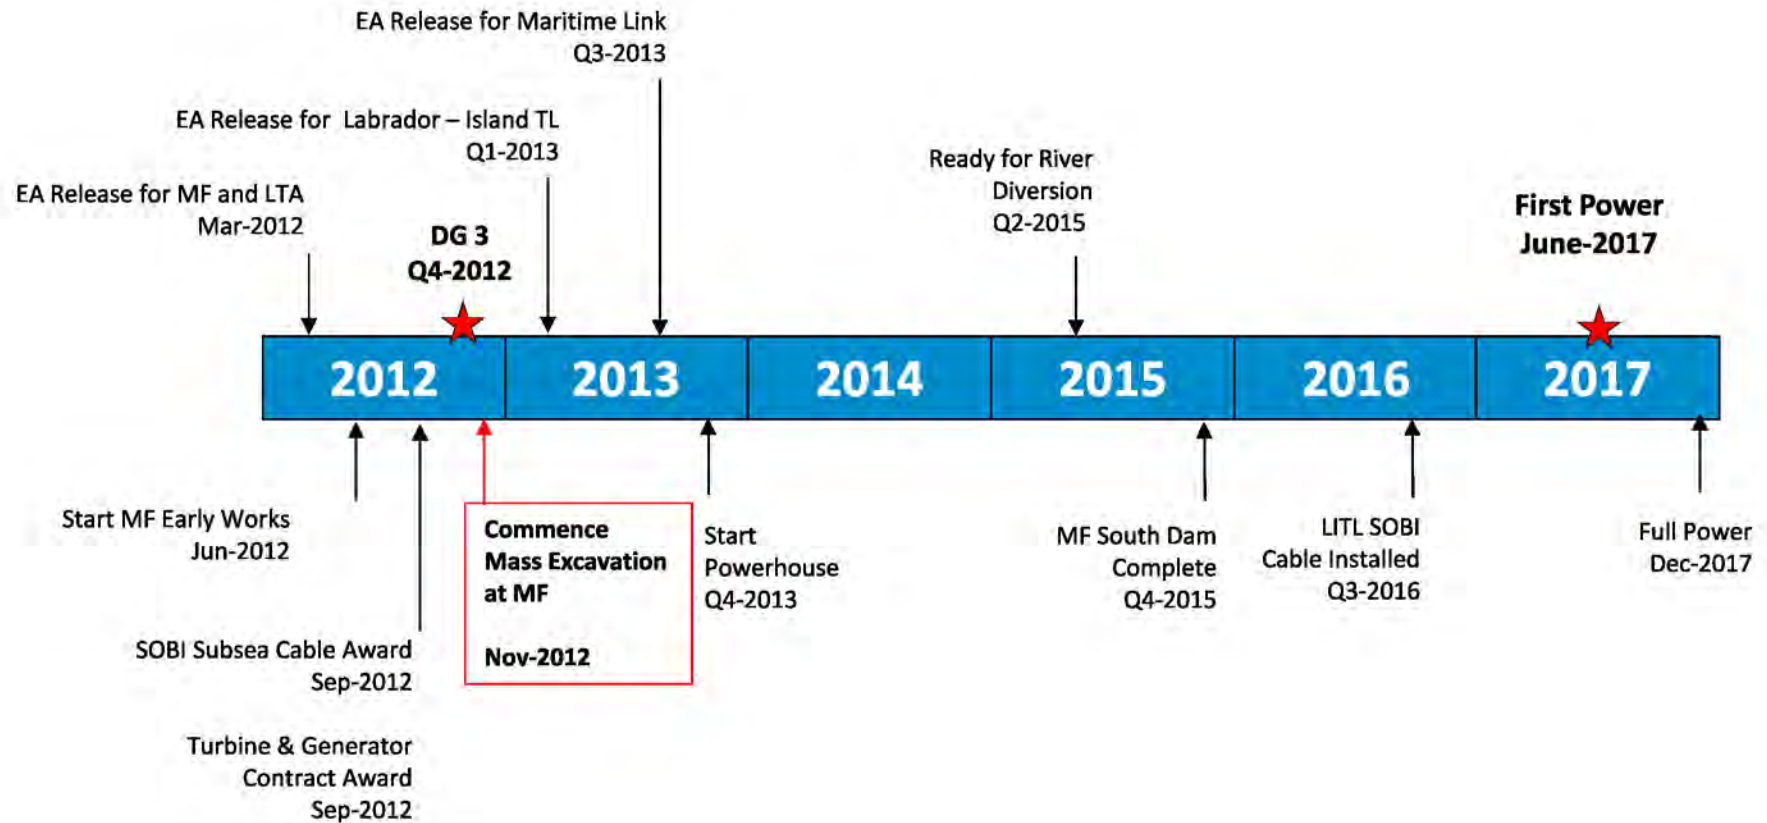 EA Release for Maritime Link
Q3-2013
EA Release for Labrador – Island TL
Q1-2013
EA Release for MF and LTA
Mar-2012
DG 3
Q4-2012
Ready for River
Diversion
Q2-2015
First Power
June-2017
2012
2013
2014
2015
2016
2017
Start MF Early Works
Jun-2012
SOBI Subsea Cable Award
Sep-2012
Turbine & Generator
Contract Award
Sep-2012
Commence
Mass Excavation
at MF
Nov-2012
Start
Powerhouse
Q4-2013
MF South Dam
Complete
Q4-2015
LITL SOBI
Cable Installed
Q3-2016
Full Power
Dec-2017